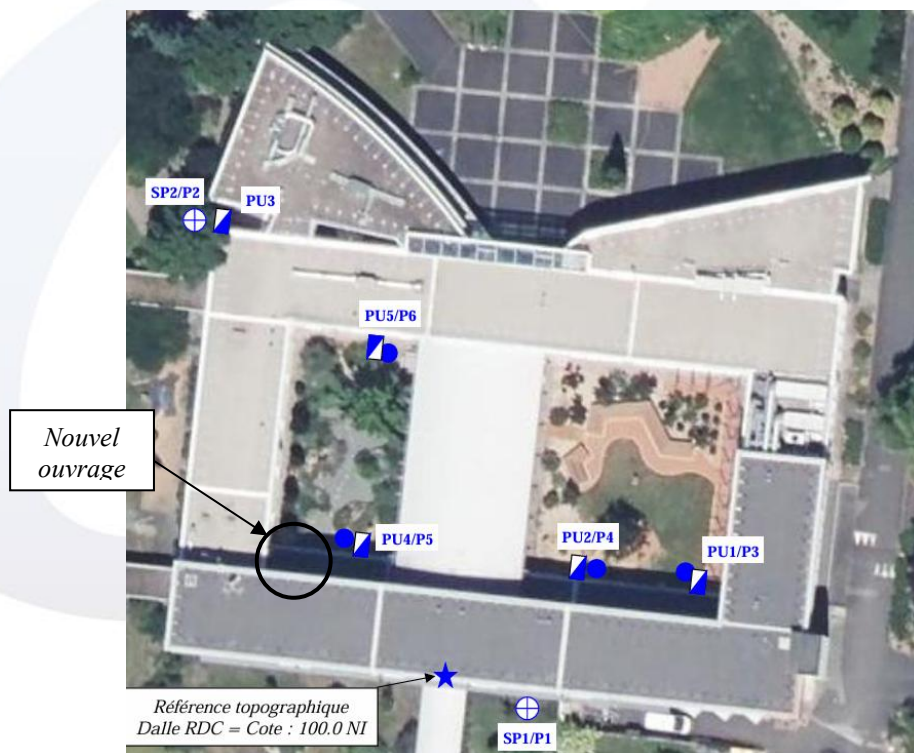 SP2/P2
PU3
PU5/P6
Nouvel
ouvrage
PU4/P5
PU2/P4
PU1/P3
Référence topographique
Dalle RDC = Cote : 100.0 NI
SP1/P1